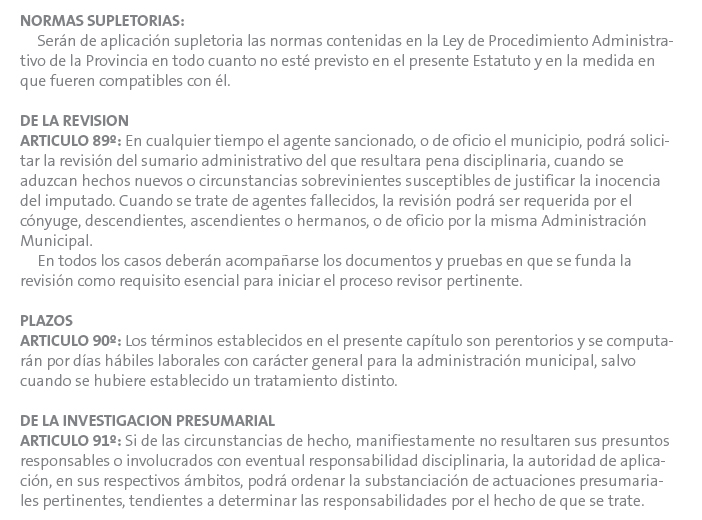 NORMAS SUPLETORIAS:
Serán de aplicación supletoria las normas contenidas en la Ley de Procedimiento Administra-
tivo de la Provincia en todo cuanto no esté previsto en el presente Estatuto y en la medida en
que fueren compatibles con él.
DE LA REVISION
ARTICULO 89º: En cualquier tiempo el agente sancionado, o de oficio el municipio, podrá solici-
tar la revisión del sumario administrativo del que resultara pena disciplinaria, cuando se
aduzcan hechos nuevos o circunstancias sobrevinientes susceptibles de justificar la inocencia
del imputado. Cuando se trate de agentes fallecidos, la revisión podrá ser requerida por el
cónyuge, descendientes, ascendientes o hermanos, o de oficio por la misma Administración
Municipal.
En todos los casos deberán acompañarse los documentos y pruebas en que se funda la
revisión como requisito esencial para iniciar el proceso revisor pertinente.
PLAZOS
ARTICULO 90º: Los términos establecidos en el presente capítulo son perentorios y se computa-
rán por días hábiles laborales con carácter general para la administración municipal, salvo
cuando se hubiere establecido un tratamiento distinto.
DE LA INVESTIGACION PRESUMARIAL
ARTICULO 91º: Si de las circunstancias de hecho, manifiestamente no resultaren sus presuntos
responsables o involucrados con eventual responsabilidad disciplinaria, la autoridad de aplica-
ción, en sus respectivos ámbitos, podrá ordenar la substanciación de actuaciones presumaria-
les pertinentes, tendientes a determinar las responsabilidades por el hecho de que se trate.